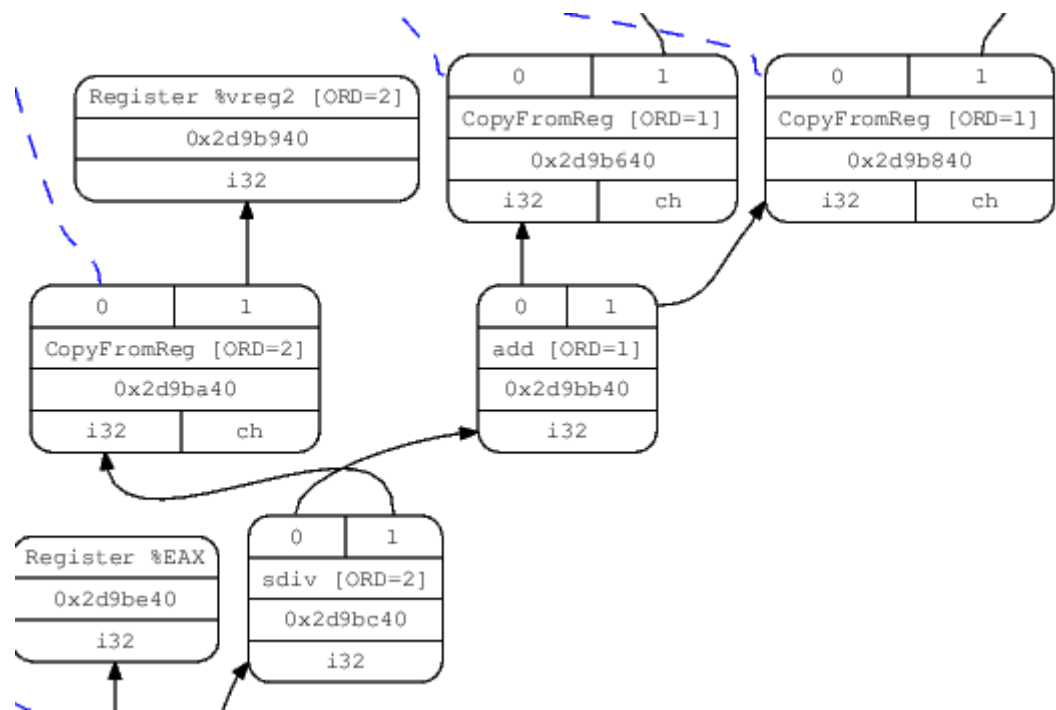 Register %vreg2 [ORD=2]
0x2d9b940
i32
0 1
CopyFromReg [ORD=1]
0x2d9b640
i32 ch
0 1
CopyFromReg [ORD=1]
0x2d9b840
i32 ch
0 1
CopyFromReg [ORD=2]
0x2d9ba40
i32 ch
0 1
add [ORD=1]
0x2d9bb40
i32
Register %EAX
0x2d9be40
i32
0 1
sdiv [ORD=2]
0x2d9bc40
i32